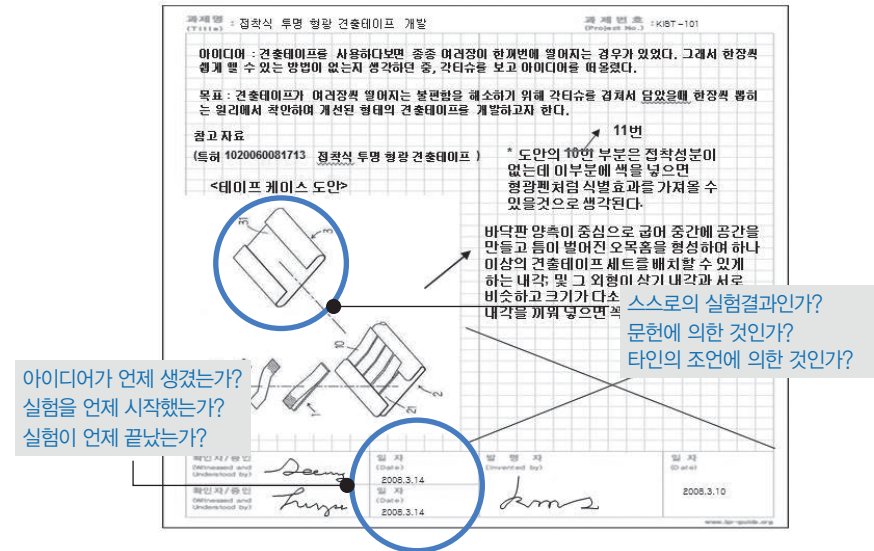 과제명 : 접착식 투명 형광 견출테이프 개발
(Title)
과제번호 : KIST-101
(Project No.)
아이디어 : 견출테이프를 사용하다보면 종종 여러장이 한꺼번에 떨어지는 경우가 있었다. 그래서 한장씩
쉽게 뗄 수 있는 방법이 없는지 생각하던 중, 각티슈를 보고 아이디어를 떠올렸다.
목표 : 견출테이프가 여러장씩 떨어지는 불편함을 해소하기 위해 각티슈를 겹쳐서 담았을때 한장씩 뽑히
는 원리에서 착안하여 개선된 형태의 견출테이프를 개발하고자 한다.
참고자료
11번
(특허 1020060081713 접착식 투명 형광 견출테이프 )
* 도안의 10번 부분은 접착성분이
없는데 이부분에 색을 넣으면
형광펜처럼 식별효과를 가져올 수
있을것으로 생각된다.
<테이프 케이스 도안>
31
3
바닥판 양측이 중심으로 굽어 중간에 공간을
만들고 틈이 벌어진 오목홈을 형성하여 하나
이상의 견출테이프 세트를 배치할 수 있게
하는 내각; 및 그 외형이 상기 내각과 서로
비슷하고 크기가 다소
내각을 끼워 넣으면 꼭
스스로의 실험결과인가?
문헌에 의한 것인가?
타인의 조언에 의한 것인가?
10
1
2
21
아이디어가 언제 생겼는가?
실험을 언제 시작했는가?
실험이 언제 끝났는가?
확인자/증인
(Witnessed and
Understood by)
일 자
(Date)
2008.3.14
발 명 자
(Invented by)
kms
일 자
(Date)
2008.3.10
확인자/증인
(Witnessed and
Understood by)
일 자
(Date)
2008.3.14
www.ipr-guide.org